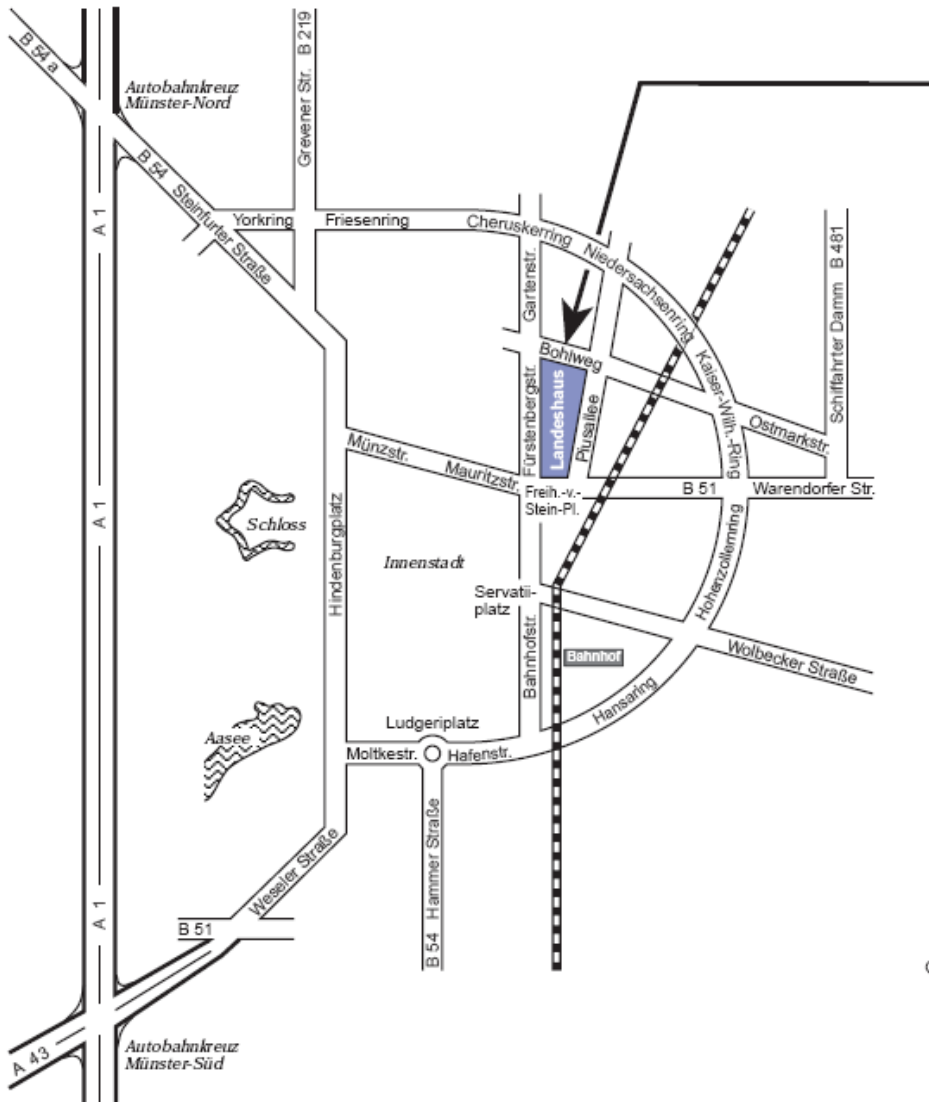 B 54 a
Autobahnkreuz
Münster-Nord
Grevener Str. B 219
B 54
Steinfurter Straße
A 1
Yorkring
Friesenring
Cheruskerring
Niedersachsenring
Schiffahrter Damm B 481
Gartenstr.
Bohlweg
Kaiser-Wilh.-Ring
Ostmarkstr.
Fürstenbergstr.
Landeshaus
Piusallee
Münzstr.
Mauritzstr.
Freih.-v.-
Stein-Pl.
B 51
Warendorfer Str.
A 1
Schloss
Hindenburgplatz
Innenstadt
Servatii-
platz
Hohenzollernring
Bahnhofstr.
Bahnhof
Wolbecker Straße
Hansaring
Aasee
Ludgeriplatz
Moltkestr.
Hafenstr.
B 54 Hammer Straße
Weseler Straße
B 51
A 1
A 43
Autobahnkreuz
Münster-Süd